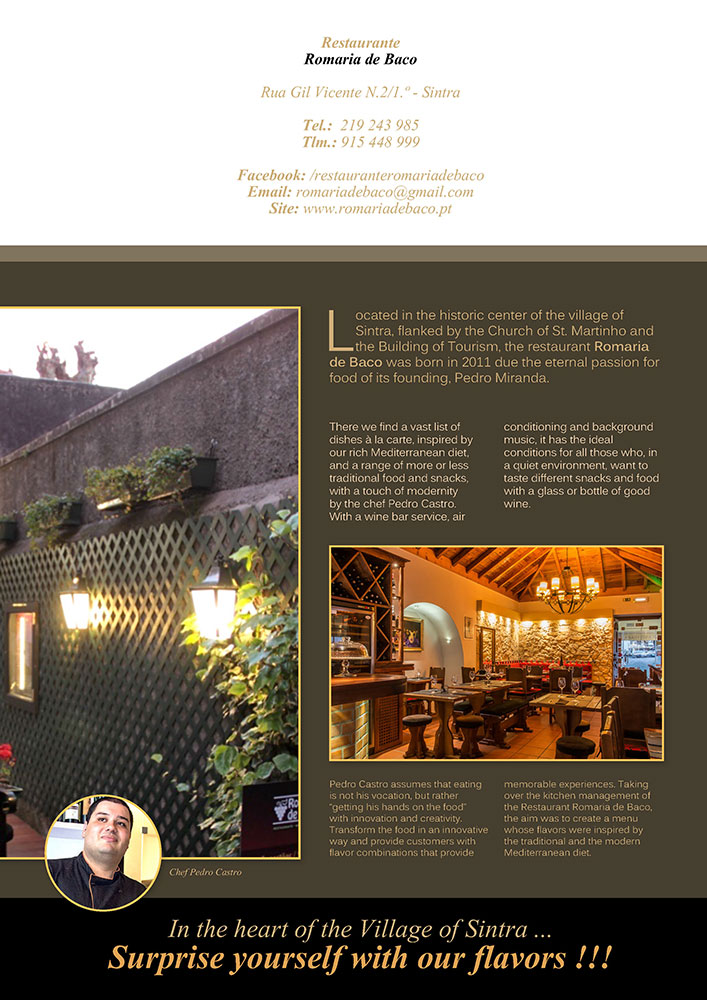 Restaurante
Romaria de Baco
Rua Gil Vicente N.2/1.º - Sintra
Tel.: 219 243 985
Tlm.: 915 448 999
Facebook: /restauranteromariadebaco
Email: romariadebaco@gmail.com
Site: www.romariadebaco.pt
Located in the historic center of the village of
Sintra, flanked by the Church of St. Martinho and
the Building of Tourism, the restaurant Romaria
de Baco was born in 2011 due the eternal passion for
food of its founding, Pedro Miranda.
There we find a vast list of
dishes à la carte, inspired by
our rich Mediterranean diet,
and a range of more or less
traditional food and snacks,
with a touch of modernity
by the chef Pedro Castro.
With a wine bar service, air
conditioning and background
music, it has the ideal
conditions for all those who, in
a quiet environment, want to
taste different snacks and food
with a glass or bottle of good
wine.
Pedro Castro assumes that eating
is not his vocation, but rather
"getting his hands on the food"
with innovation and creativity.
Transform the food in an innovative
way and provide customers with
flavor combinations that provide
memorable experiences. Taking
over the kitchen management of
the Restaurant Romaria de Baco,
the aim was to create a menu
whose flavors were inspired by
the traditional and the modern
Mediterranean diet.
Chef Pedro Castro
In the heart of the Village of Sintra ...
Surprise yourself with our flavors !!!